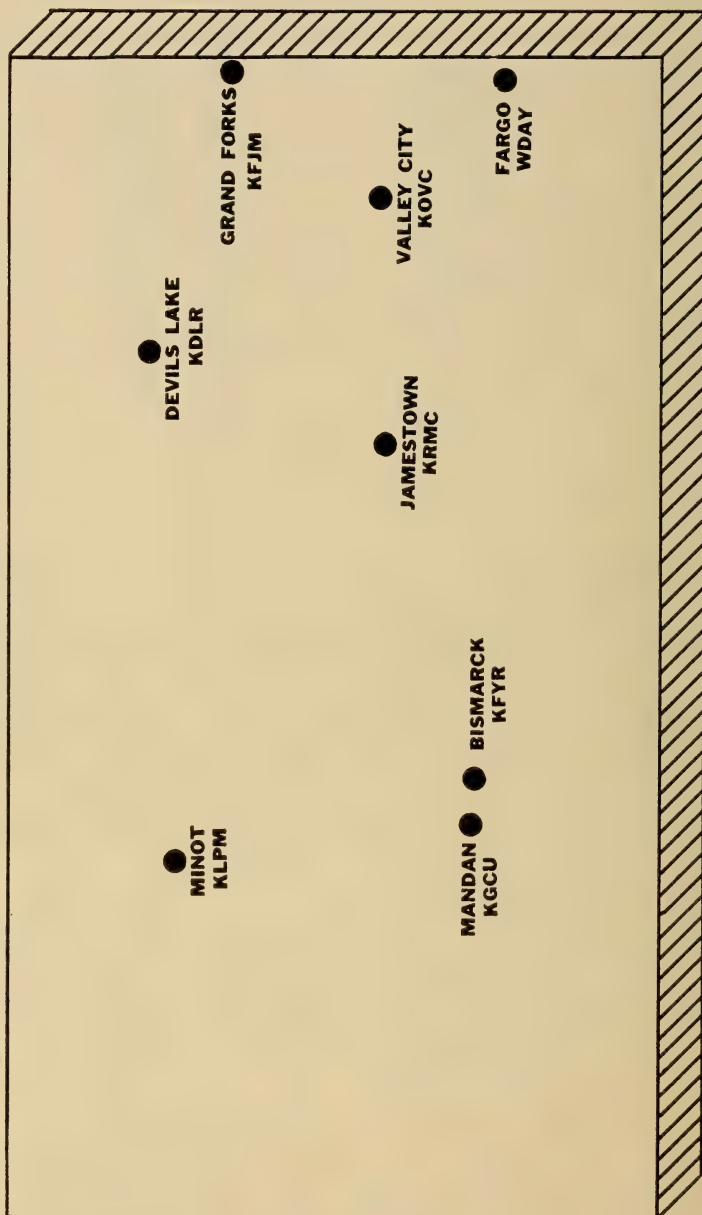 GRAND FORKS
KFJM
DEVILS LAKE
KDLR
VALLEY CITY
KOVC
FARGO
WDAY
JAMESTOWN
KRMC
MINOT
KLPM
BISMARCK
KFYR
MANDAN
KGCU